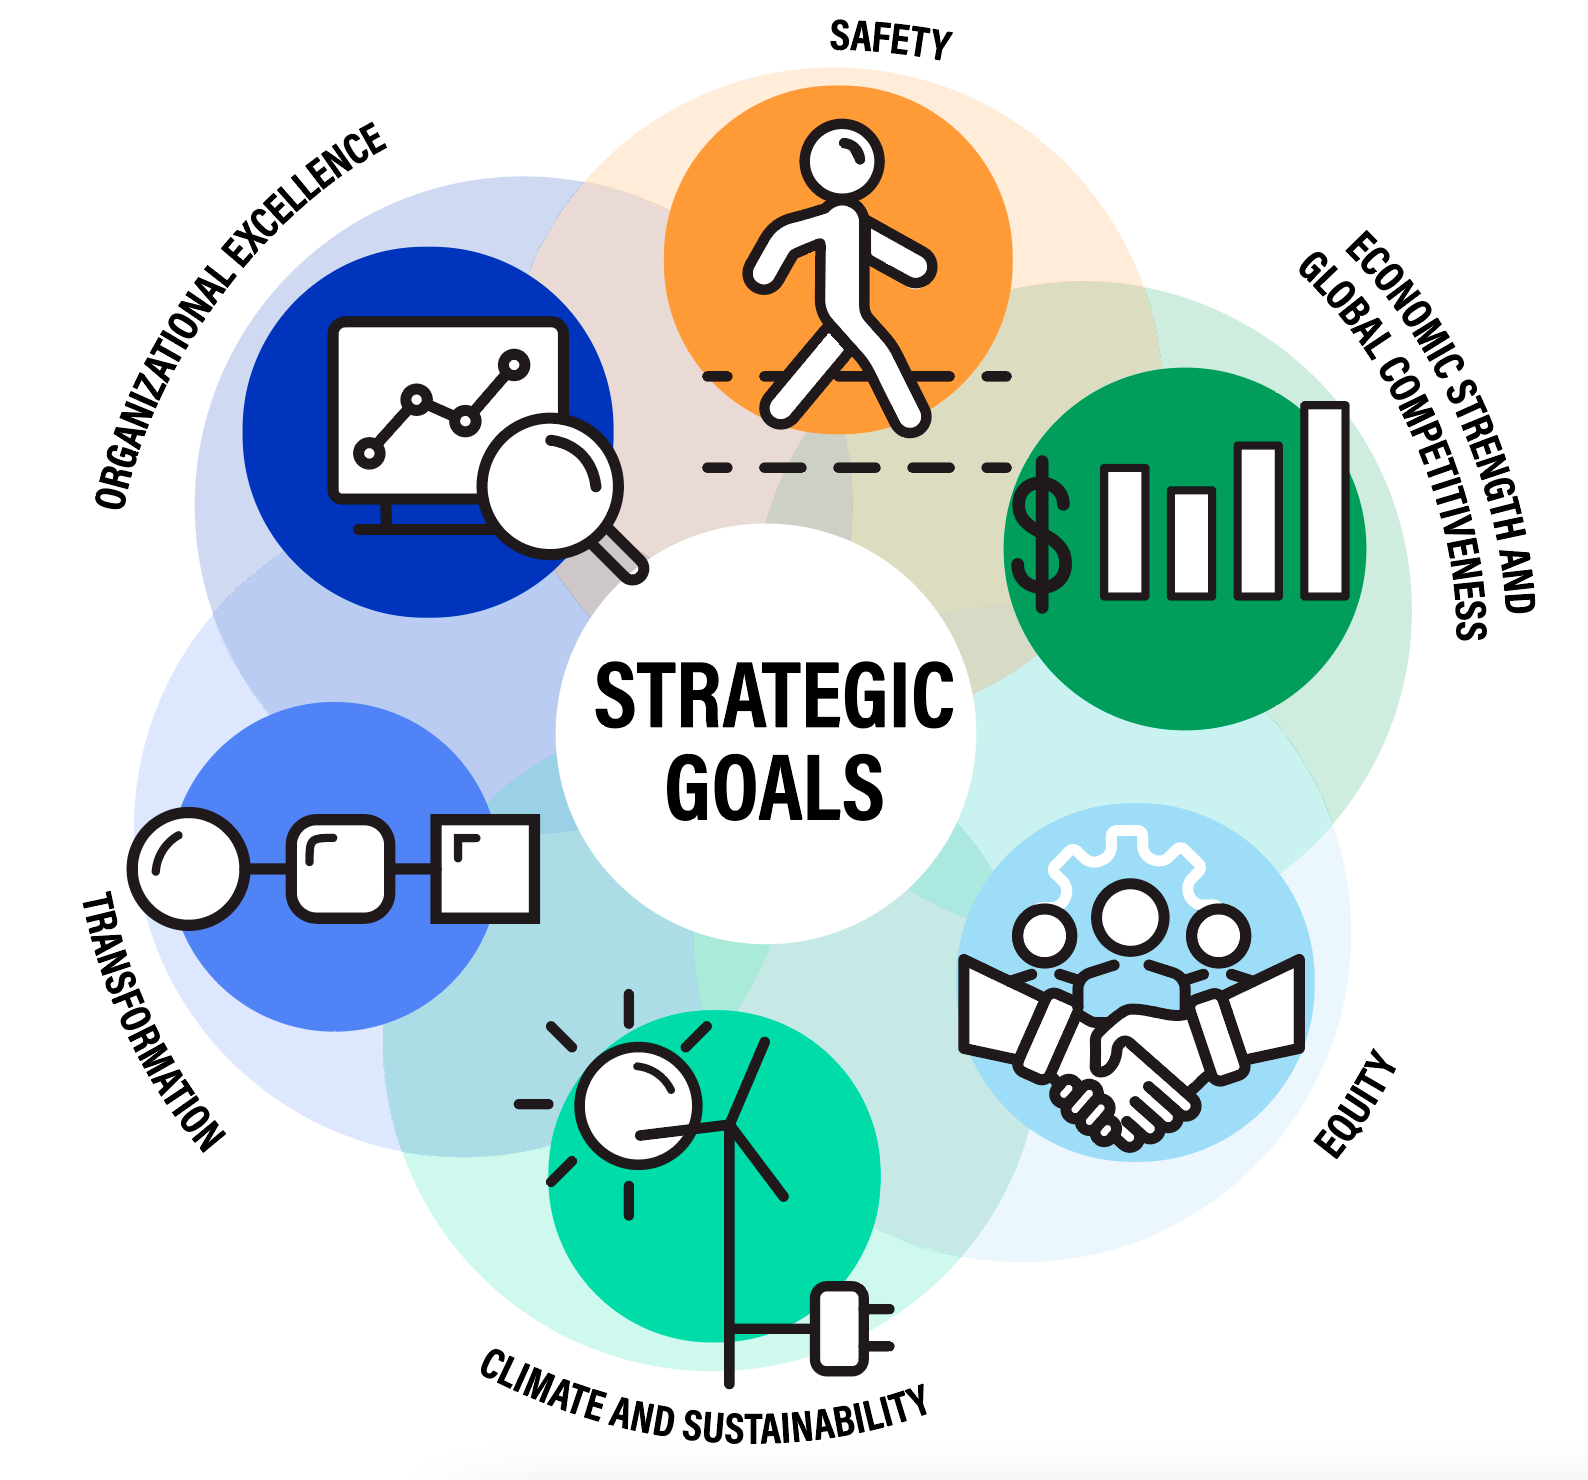 SAFETY
ECONOMIC STRENGTH AND
GLOBAL COMPETITIVENESS
EQUITY
CLIMATE AND SUSTAINABILITY
TRANSFORMATION
ORGANIZATIONAL EXCELLENCE
STRATEGIC
GOALS
$